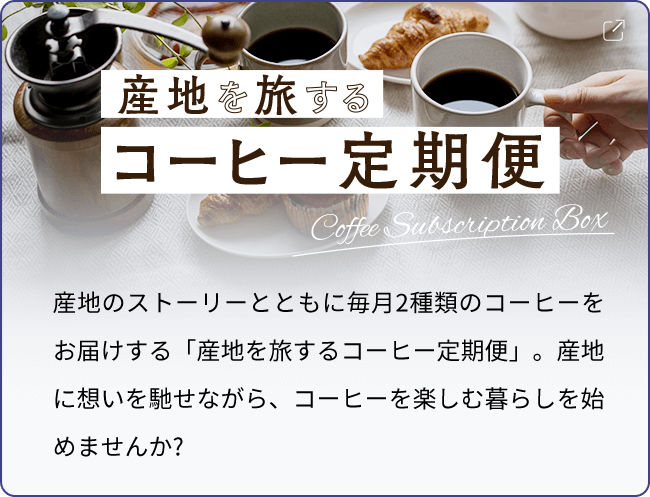 産地を旅する
コーヒー定期便
Coffee Subscription Box
産地のストーリーとともに毎月2種類のコーヒーを
お届けする「産地を旅するコーヒー定期便」。産地
に想いを馳せながら、コーヒーを楽しむ暮らしを始
めませんか?